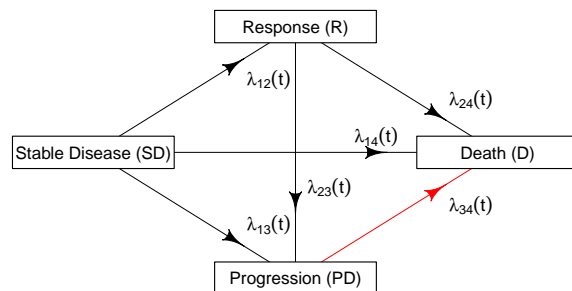 Response (R)
λ12(t)
λ24(t)
λ14(t)
Stable Disease (SD)
Death (D)
λ23(t)
λ34(t)
λ13(t)
Progression (PD)